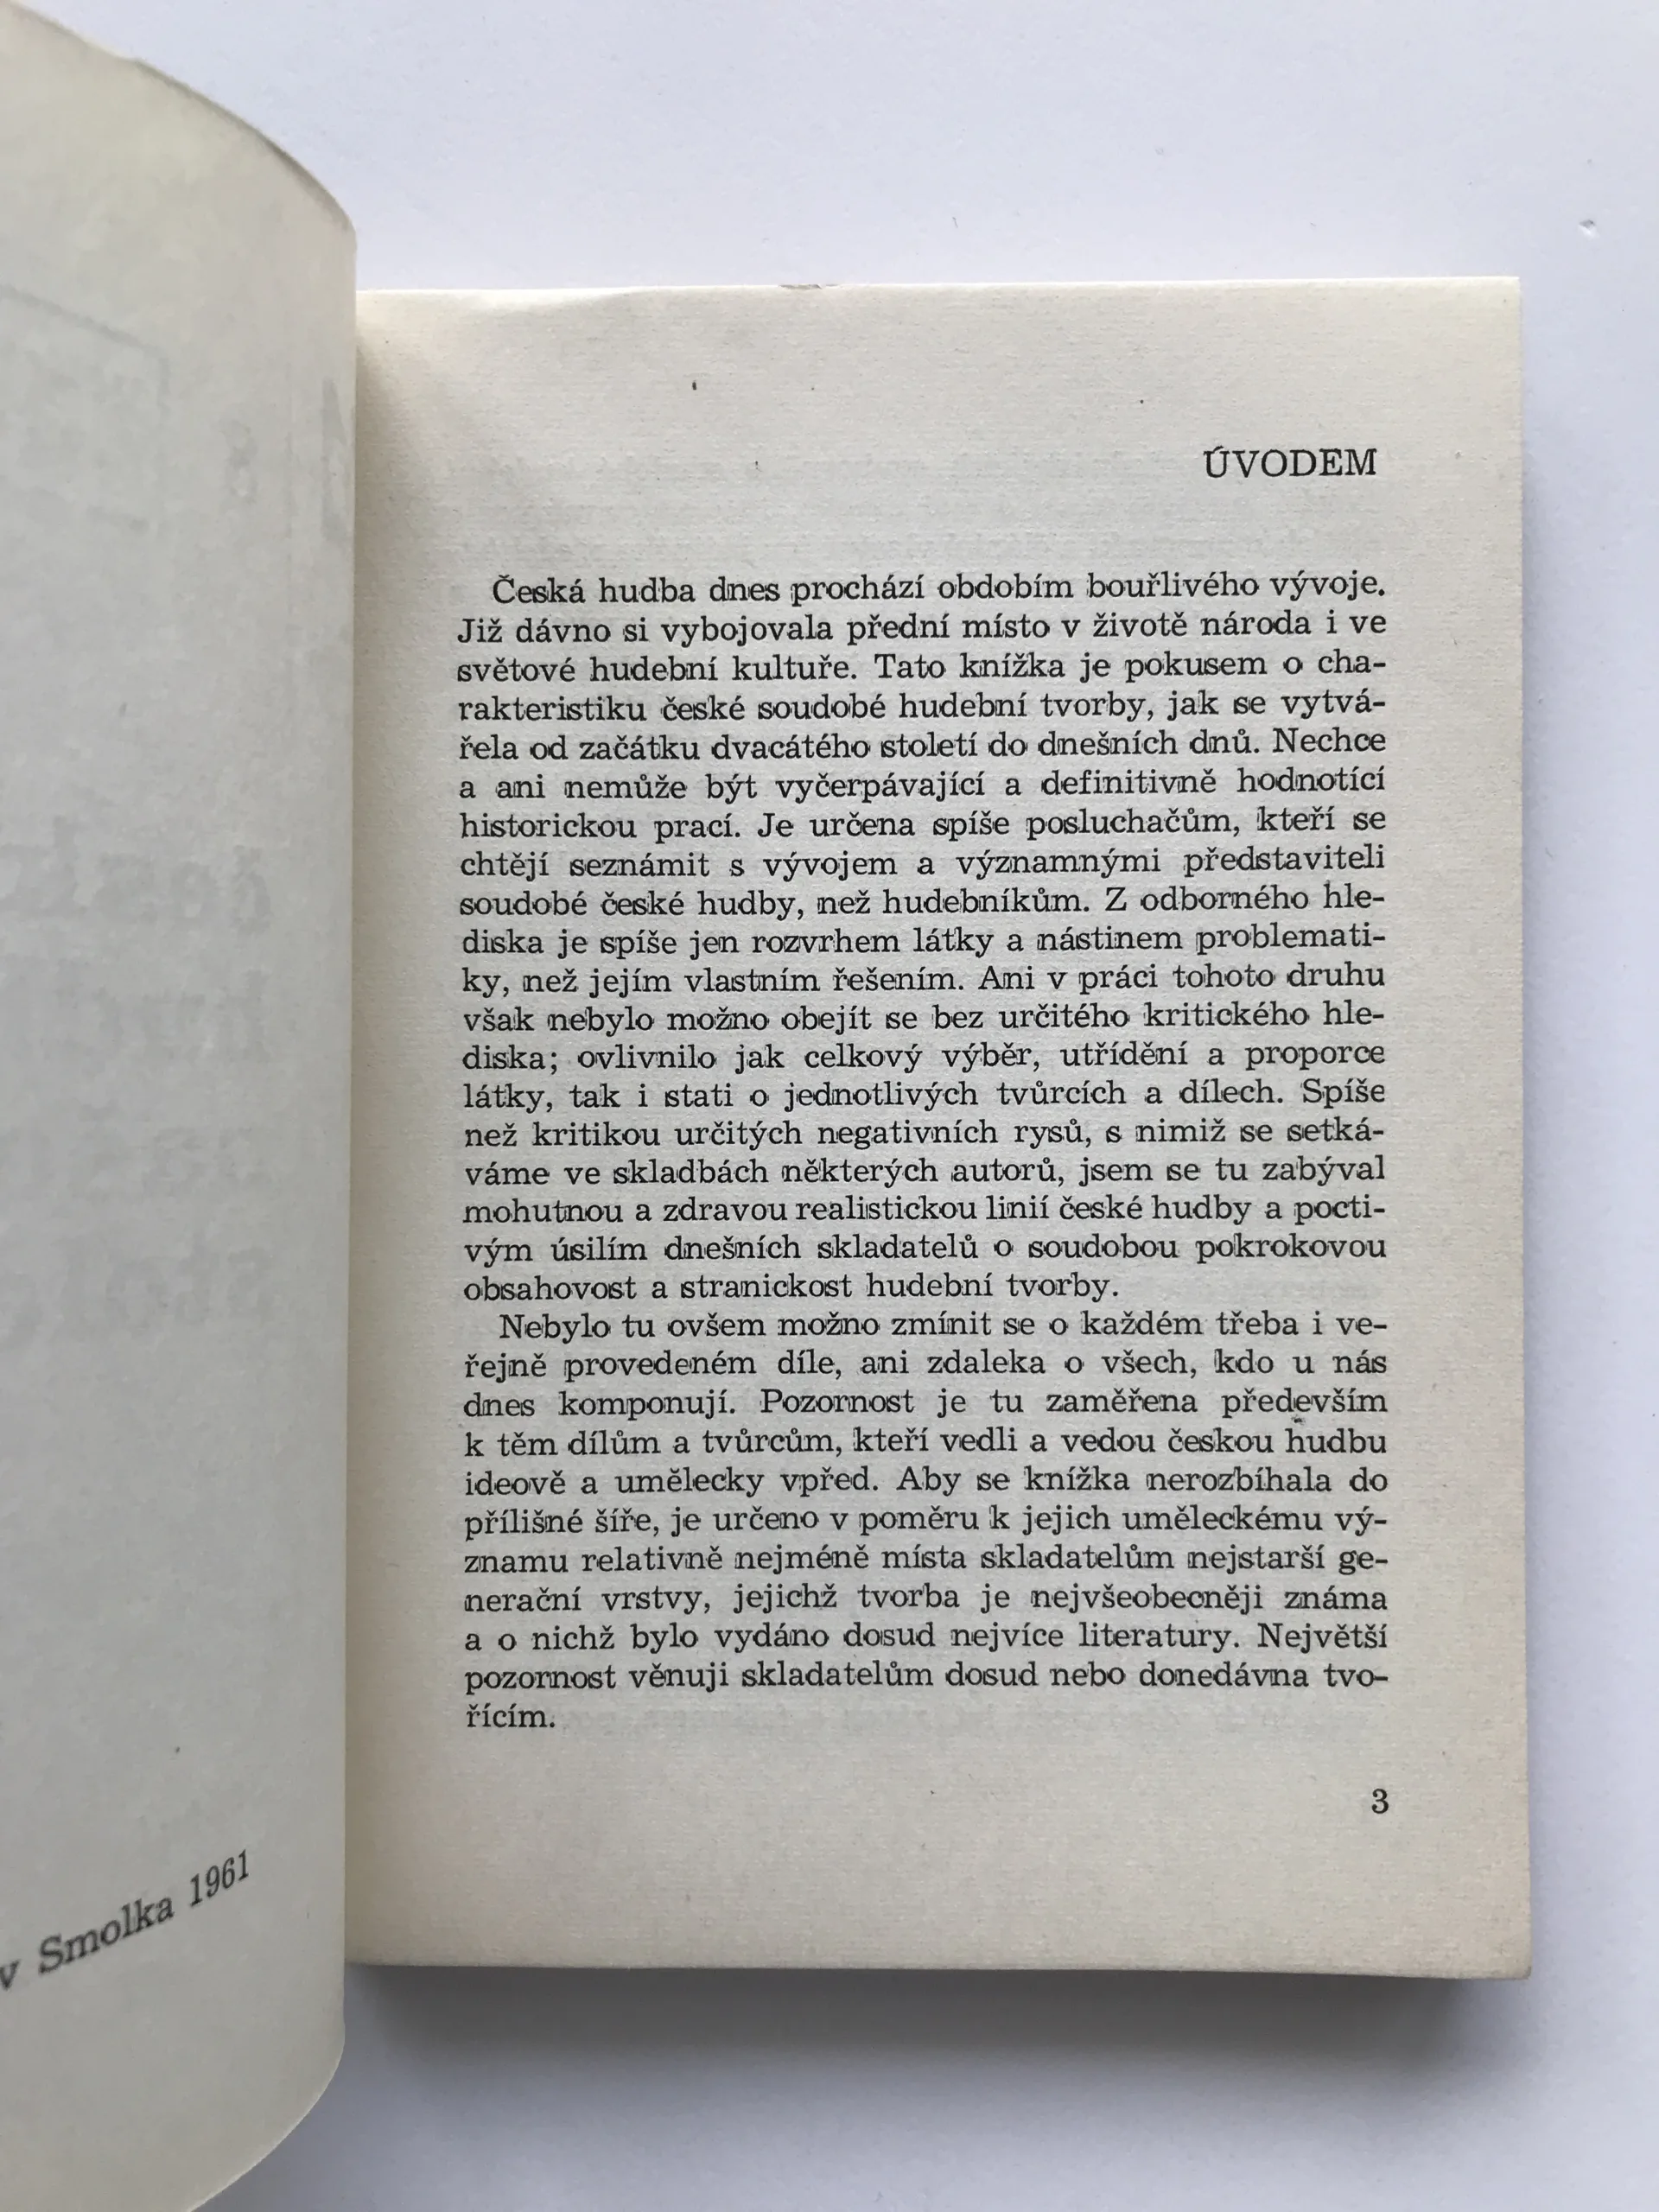 v Smolka 1961
ÚVODEM
Česká hudba dnes prochází obdobím bouřlivého vývoje.
Již dávno si vybojovala přední místo v životě národa i ve
světové hudební kultuře. Tato knížka je pokusem o cha-
rakteristiku české soudobé hudební tvorby, jak se vytvá-
řela od začátku dvacátého století do dnešních dnů. Nechce
a ani nemůže být vyčerpávající a definitivně hodnotící
historickou prací. Je určena spíše posluchačům, kteří se
chtějí seznámit s vývojem a významnými představiteli
soudobé české hudby, než hudebníkům. Z odborného hle-
diska je spíše jen rozvrhem látky a nástinem problemati-
ky, než jejím vlastním řešením. Ani v práci tohoto druhu
však nebylo možno obejít se bez určitého kritického hle-
diska; ovlivnilo jak celkový výběr, utřídění a proporce
látky, tak i stati o jednotlivých tvůrcích a dílech. Spíše
než kritikou určitých negativních rysů, s nimiž se setká-
váme ve skladbách některých autorů, jsem se tu zabýval
mohutnou a zdravou realistickou linií české hudby a pocti-
vým úsilím dnešních skladatelů o soudobou pokrokovou
obsahovost a stranickost hudební tvorby.
Nebylo tu ovšem možno zmínit se o každém třeba i ve-
řejně provedeném díle, ani zdaleka o všech, kdo u nás
dnes komponují. Pozornost je tu zaměřena především
k těm dílům a tvůrcům, kteří vedli a vedou českou hudbu
ideově a umělecky vpřed. Aby se knížka nerozbíhala do
přílišné šíře, je určeno v poměru k jejich uměleckému vý-
znamu relativně nejméně místa skladatelům nejstarší ge-
nerační vrstvy, jejichž tvorba je nejvšeobecněji známa
a o nichž bylo vydáno dosud nejvíce literatury. Největší
pozornost věnuji skladatelům dosud nebo donedávna tvo-
řícím.
3